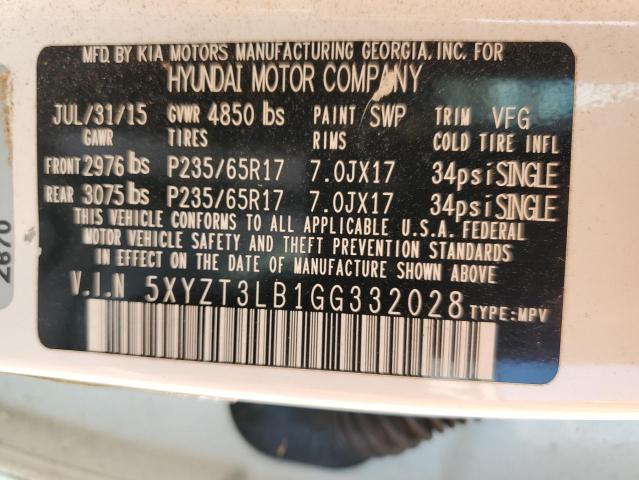 MFD. BY KIA MOTORS MANUFACTURING GEORGIA, INC. FOR
HYUNDAI MOTOR COMPANY
JUL/31/15 GVWR 4850 lbs PAINT SWP TRIM VFG
GAWR TIRES RIMS COLD TIRE INFL
FRONT 2976 lbs P235/65R17 7.0JX17 34psi SINGLE
REAR 3075 lbs P235/65R17 7.0JX17 34psi SINGLE
THIS VEHICLE CONFORMS TO ALL APPLICABLE U.S.A. FEDERAL
MOTOR VEHICLE SAFETY AND THEFT PREVENTION STANDARDS
IN EFFECT ON THE DATE OF MANUFACTURE SHOWN ABOVE
V.I.N 5XYZT3LB1GG332028 TYPE:MPV